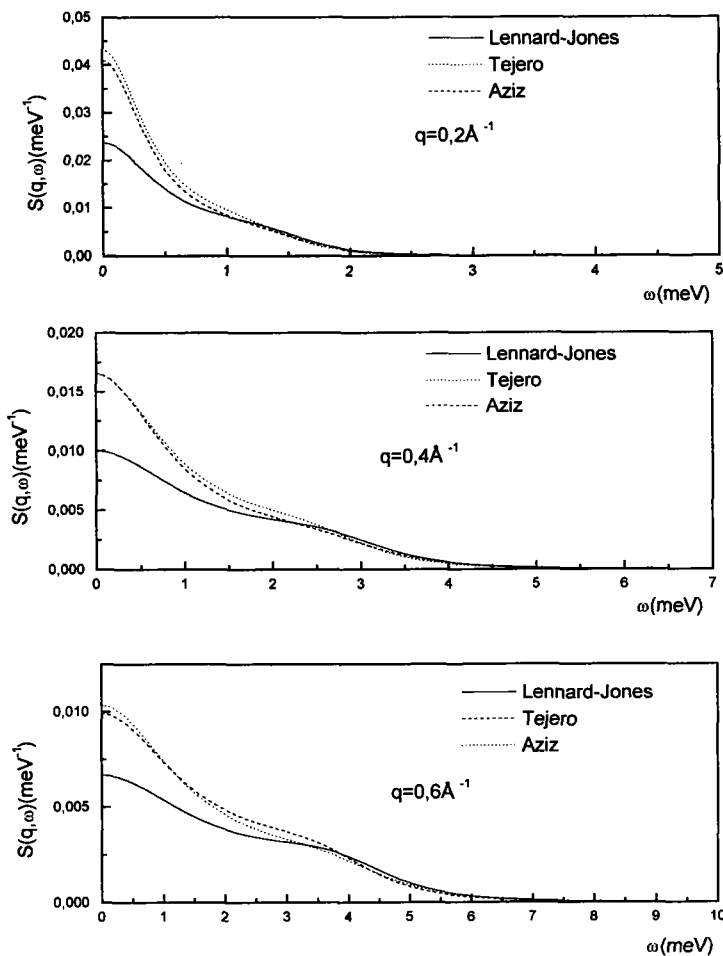 0,05
0,04
0,03
0,02
0,01
0,00
S(q,ω)(meV⁻¹)
Lennard-Jones
Tejero
Aziz
q=0,2Å⁻¹
0 1 2 3 4 5
ω(meV)
0,020
0,015
0,010
0,005
0,000
S(q,ω)(meV⁻¹)
Lennard-Jones
Tejero
Aziz
q=0,4Å⁻¹
0 1 2 3 4 5 6 7
ω(meV)
0,010
0,005
0,000
S(q,ω)(meV⁻¹)
Lennard-Jones
Tejero
Aziz
q=0,6Å⁻¹
0 1 2 3 4 5 6 7 8 9 10
ω(meV)